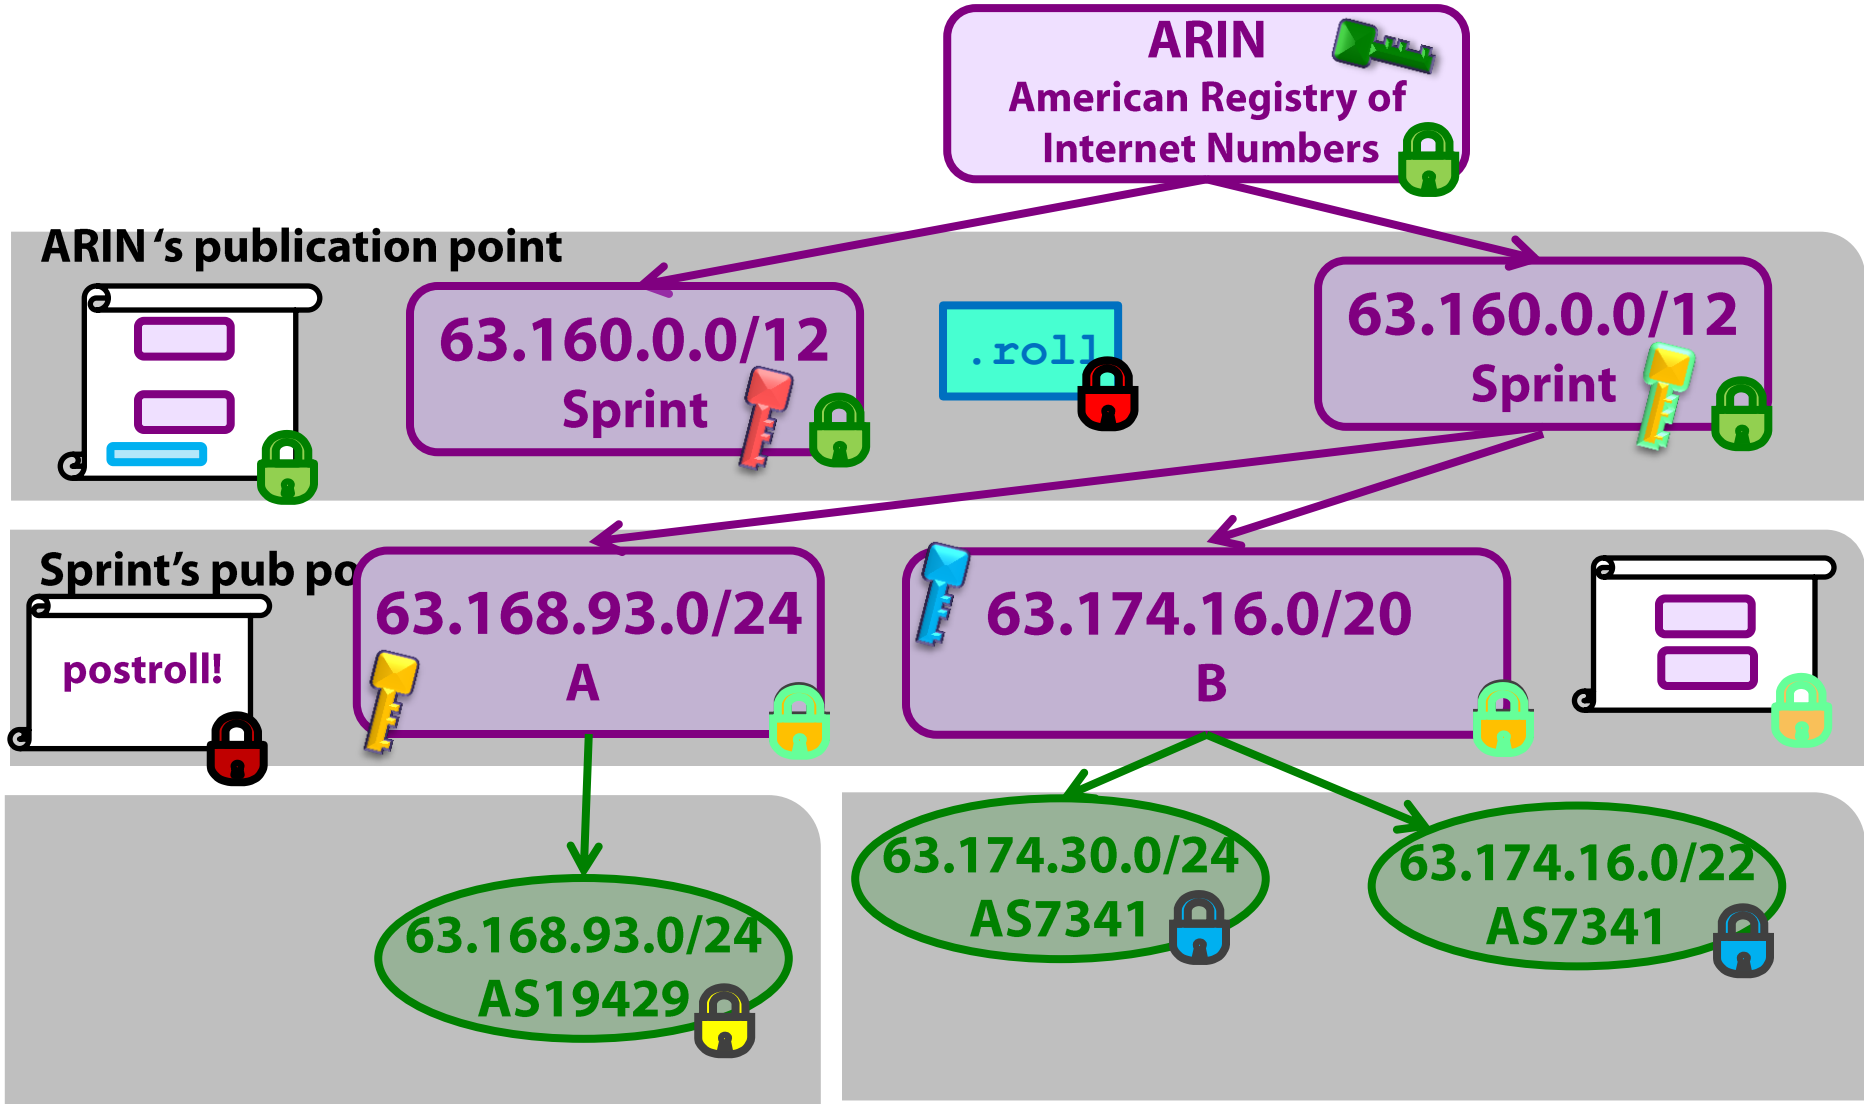 ARIN
American Registry of
Internet Numbers
ARIN 's publication point
63.160.0.0/12
Sprint
.roll
63.160.0.0/12
Sprint
Sprint's pub po
postroll!
63.168.93.0/24
A
63.174.16.0/20
B
63.174.30.0/24
AS7341
63.174.16.0/22
AS7341
63.168.93.0/24
AS19429